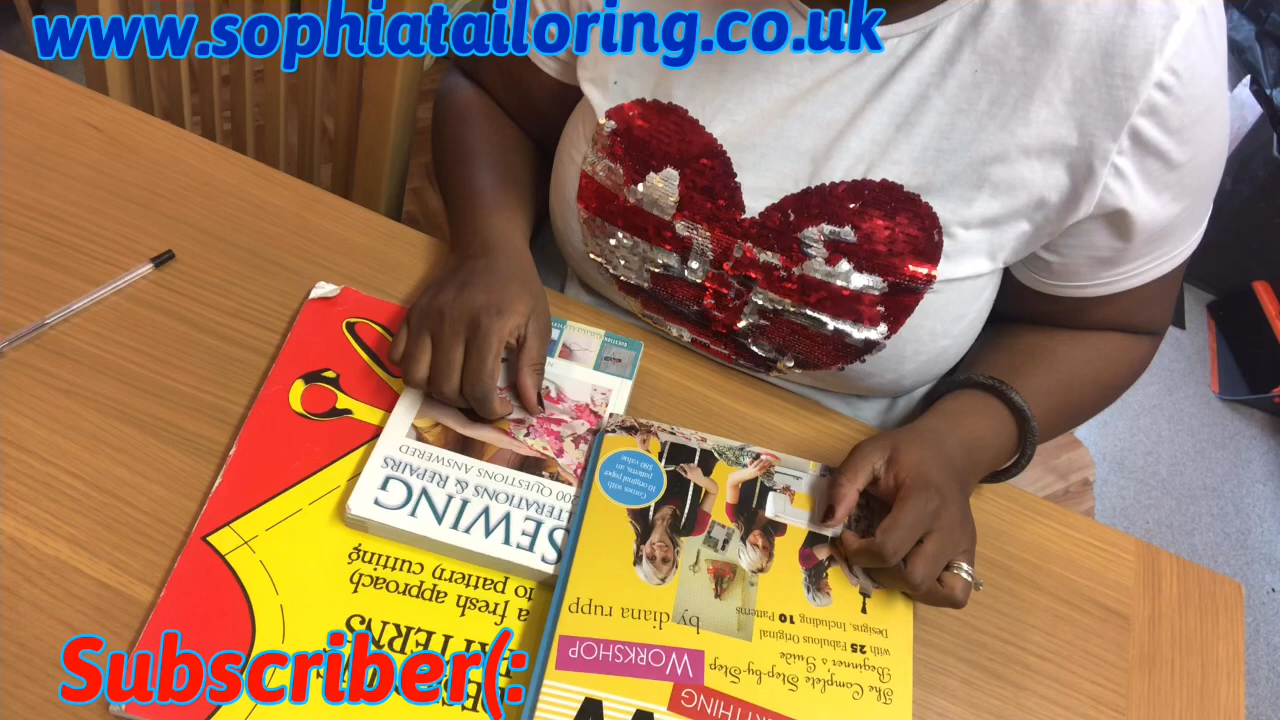 www.sophiatailoring.co.uk
SEWING
ALTERATIONS & REPAIRS
200 QUESTIONS ANSWERED
a fresh approach
to pattern cutting
Comes with
10 original paper
patterns, an
$80 value
by diana rupp
WORKSHOP
The Complete Step-by-Step
Beginner's Guide
with 25 Fabulous Original
Designs, Including 10 Patterns
Subscriber(: